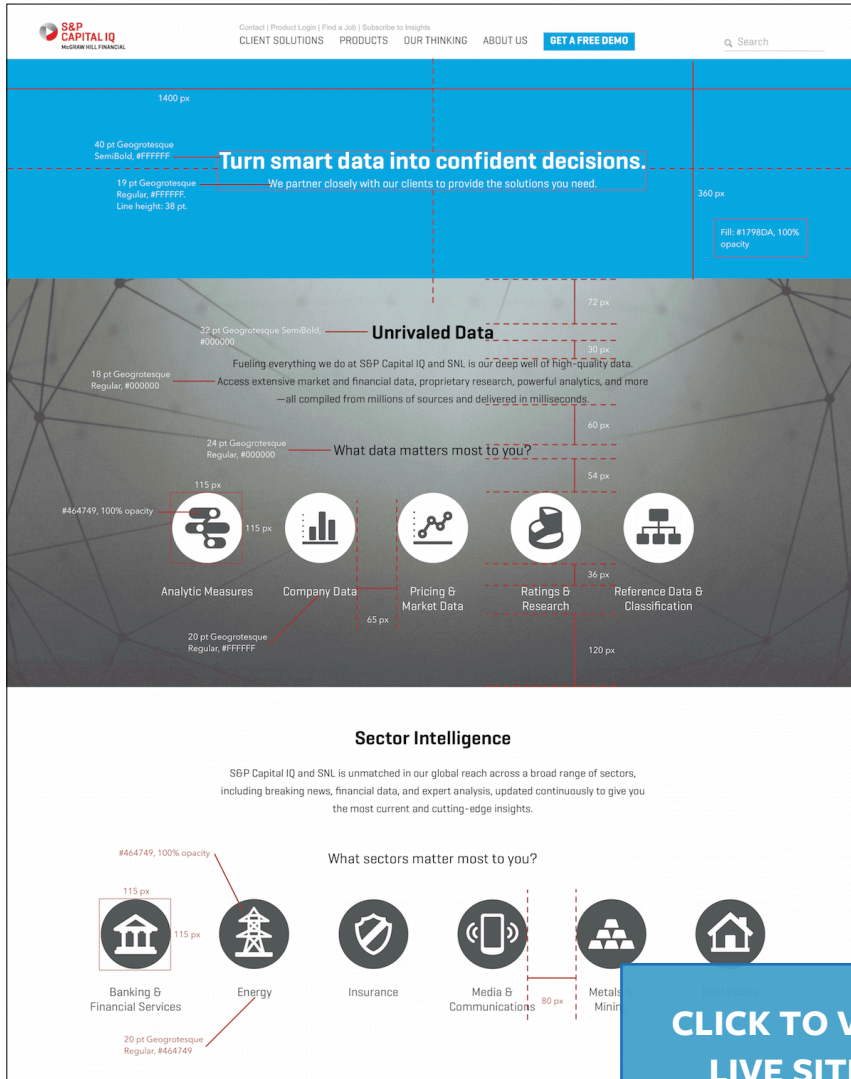 S&P
CAPITAL IQ
McGRAW HILL FINANCIAL
Contact | Product Login | Find a Job | Subscribe to Insights
CLIENT SOLUTIONS PRODUCTS OUR THINKING ABOUT US GET A FREE DEMO
Search
1400 px
40 pt Geogrotesque
SemiBold, #FFFFFF
Turn smart data into confident decisions.
19 pt Geogrotesque
Regular, #FFFFFF.
Line height: 38 pt.
We partner closely with our clients to provide the solutions you need.
360 px
Fill: #1798DA, 100%
opacity
72 px
32 pt Geogrotesque SemiBold,
#000000
Unrivaled Data
30 px
18 pt Geogrotesque
Regular, #000000
Fueling everything we do at S&P Capital IQ and SNL is our deep well of high-quality data.
Access extensive market and financial data, proprietary research, powerful analytics, and more
—all compiled from millions of sources and delivered in milliseconds.
60 px
24 pt Geogrotesque
Regular, #000000
What data matters most to you?
54 px
115 px
#464749, 100% opacity
115 px
36 px
Analytic Measures
Company Data
Pricing &
Market Data
Ratings &
Research
Reference Data &
Classification
65 px
20 pt Geogrotesque
Regular, #FFFFFF
120 px
Sector Intelligence
S&P Capital IQ and SNL is unmatched in our global reach across a broad range of sectors,
including breaking news, financial data, and expert analysis, updated continuously to give you
the most current and cutting-edge insights.
#464749, 100% opacity
What sectors matter most to you?
115 px
115 px
Banking &
Financial Services
Energy
Insurance
Media &
Communications
80 px
Metals
Minin
Real Estate
20 pt Geogrotesque
Regular, #464749
CLICK TO V
LIVE SIT